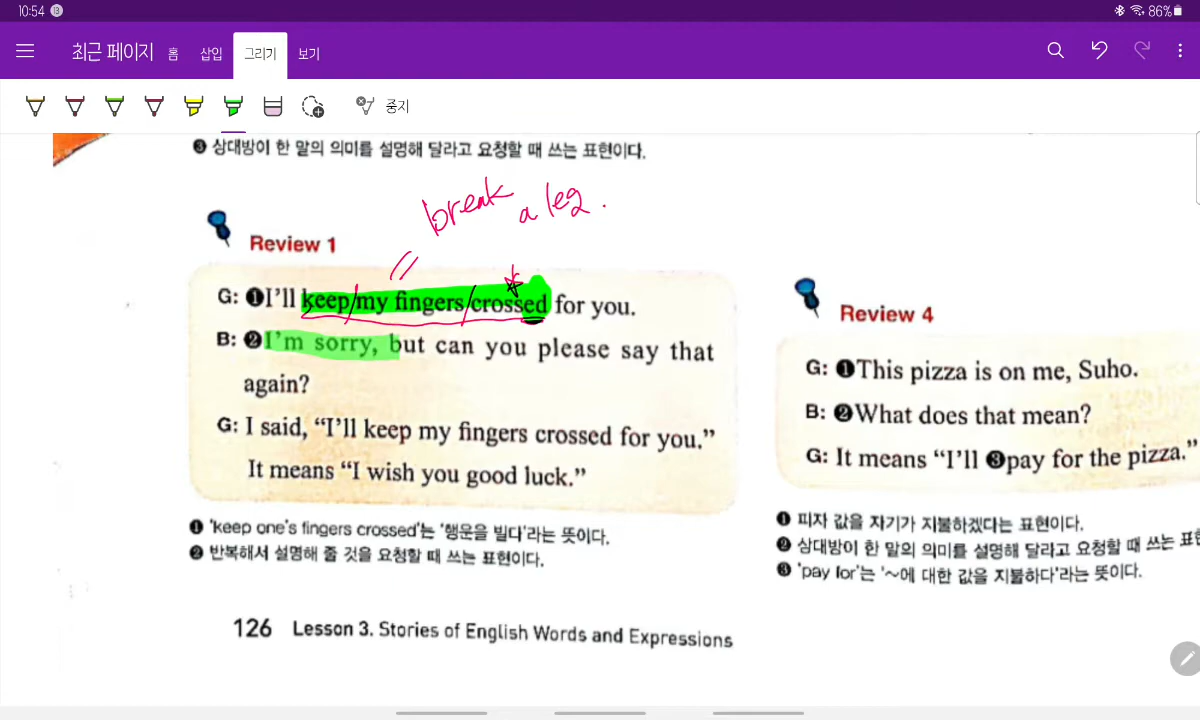 10:54 13 86%
최근 페이지 홈 삽입 그리기 보기
중지
❸ 상대방이 한 말의 의미를 설명해 달라고 요청할 때 쓰는 표현이다.
break a leg.
Review 1
G: ❶I'll keep/my fingers/crossed for you.
B: ❷I'm sorry, but can you please say that
again?
G: I said, “I'll keep my fingers crossed for you.”
It means “I wish you good luck.”
❶ 'keep one's fingers crossed'는 '행운을 빌다'라는 뜻이다.
❷ 반복해서 설명해 줄 것을 요청할 때 쓰는 표현이다.
Review 4
G: ❶This pizza is on me, Suho.
B: ❷What does that mean?
G: It means “I'll ❸pay for the pizza.”
❶ 피자 값을 자기가 지불하겠다는 표현이다.
❷ 상대방이 한 말의 의미를 설명해 달라고 요청할 때 쓰는
❸ 'pay for'는 '~에 대한 값을 지불하다'라는 뜻이다.
126 Lesson 3. Stories of English Words and Expressions